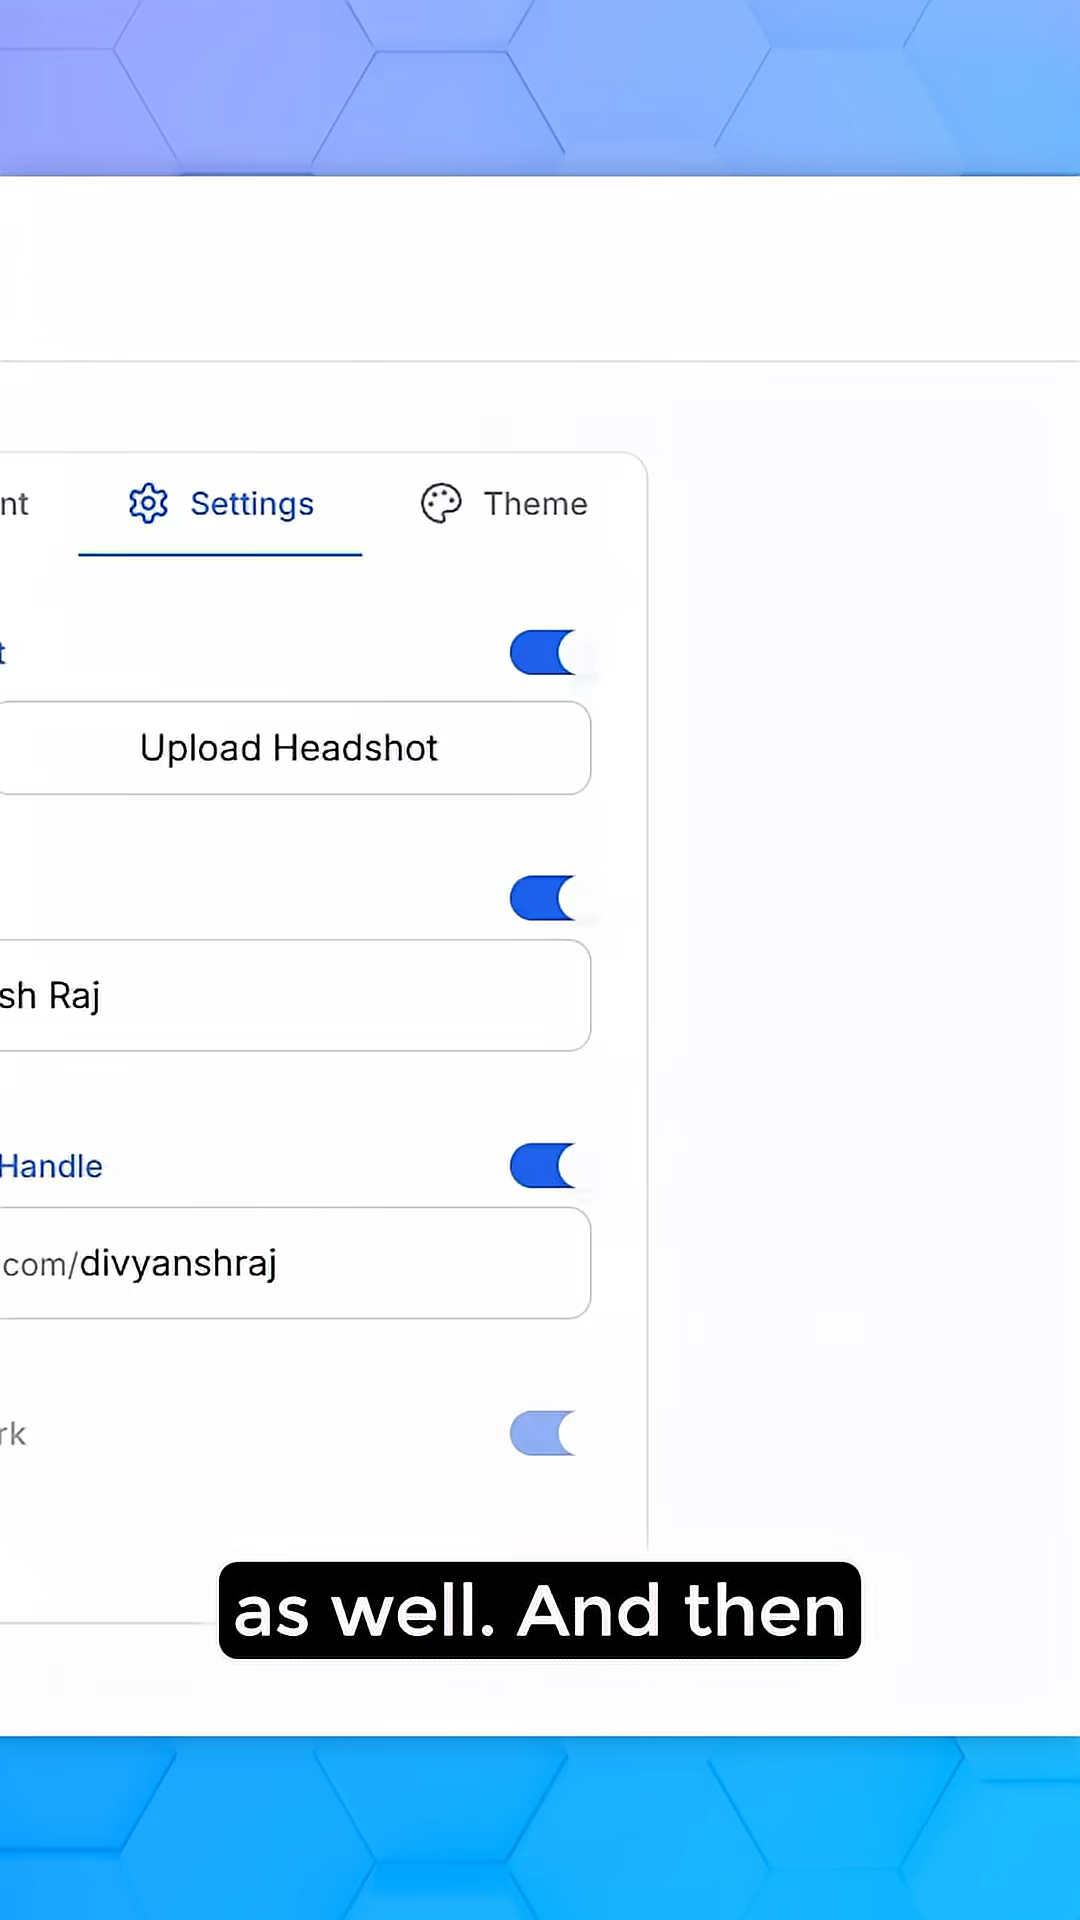 nt Settings Theme
t
Upload Headshot
sh Raj
Handle
com/divyanshraj
rk
as well. And then